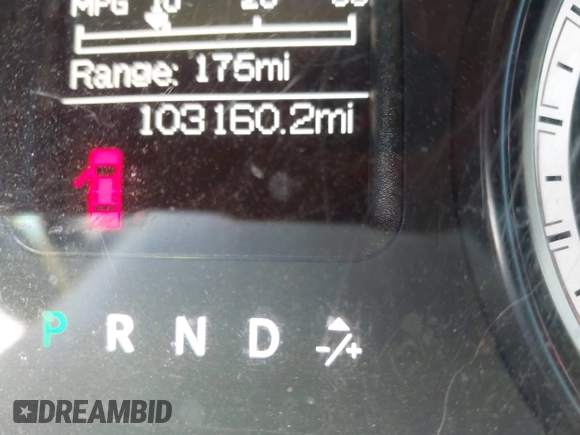 MPG 10 20 30
Range: 175mi
103160.2mi
P R N D -/+
DREAMBID